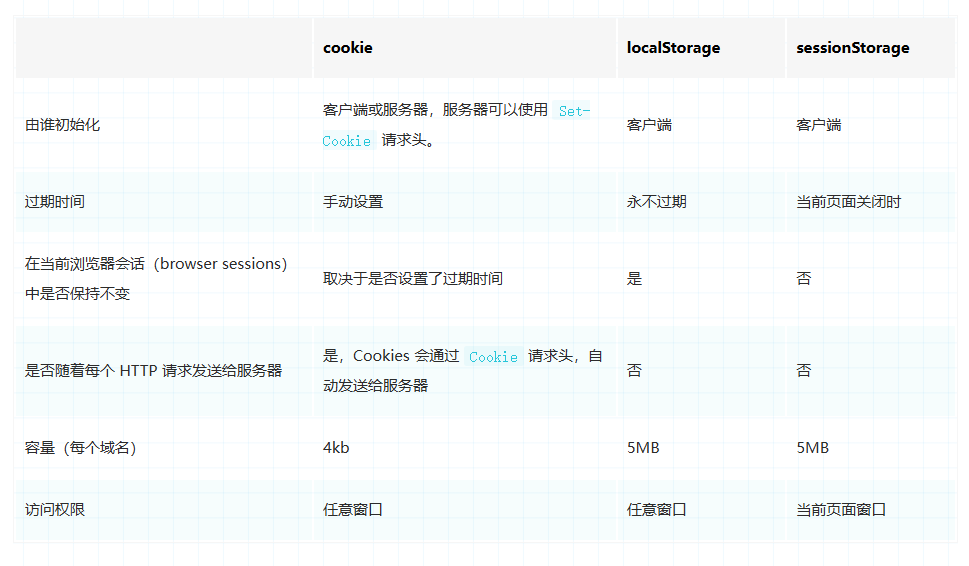 cookie localStorage sessionStorage
由谁初始化 客户端或服务器，服务器可以使用 Set-
Cookie 请求头。 客户端 客户端
过期时间 手动设置 永不过期 当前页面关闭时
在当前浏览器会话（browser sessions）
中是否保持不变 取决于是否设置了过期时间 是 否
是否随着每个 HTTP 请求发送给服务器 是，Cookies 会通过 Cookie 请求头，自
动发送给服务器 否 否
容量（每个域名） 4kb 5MB 5MB
访问权限 任意窗口 任意窗口 当前页面窗口